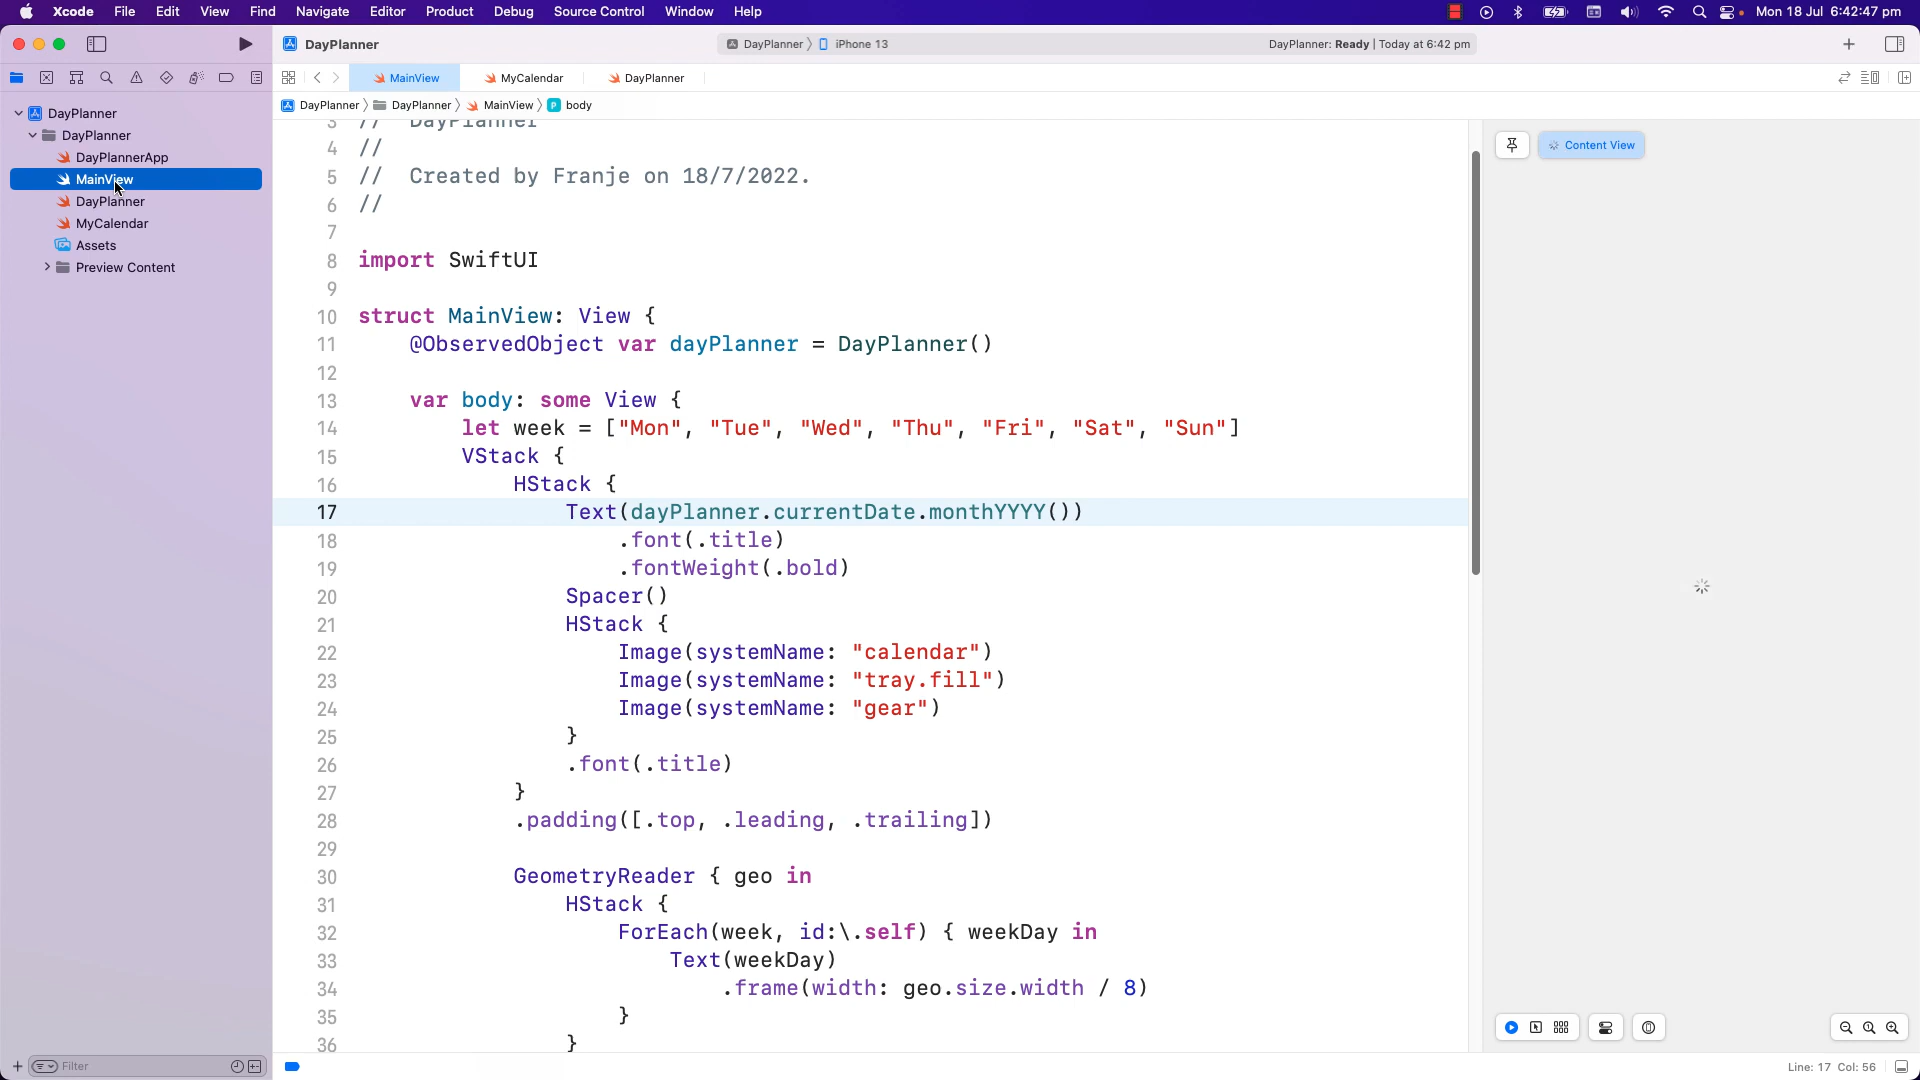 Xcode File Edit View Find Navigate Editor Product Debug Source Control Window Help Mon 18 Jul 6:42:47 pm
DayPlanner DayPlanner iPhone 13 DayPlanner: Ready | Today at 6:42 pm
MainView MyCalendar DayPlanner
DayPlanner DayPlanner MainView P body
DayPlanner
DayPlanner
DayPlannerApp
MainView
DayPlanner
MyCalendar
Assets
Preview Content
Filter
3 // DayPlanner
4 //
5 // Created by Franje on 18/7/2022.
6 //
7
8 import SwiftUI
9
10 struct MainView: View {
11 @ObservedObject var dayPlanner = DayPlanner()
12
13 var body: some View {
14 let week = ["Mon", "Tue", "Wed", "Thu", "Fri", "Sat", "Sun"]
15 VStack {
16 HStack {
17 Text(dayPlanner.currentDate.monthYYYY())
18 .font(.title)
19 .fontWeight(.bold)
20 Spacer()
21 HStack {
22 Image(systemName: "calendar")
23 Image(systemName: "tray.fill")
24 Image(systemName: "gear")
25 }
26 .font(.title)
27 }
28 .padding([.top, .leading, .trailing])
29
30 GeometryReader { geo in
31 HStack {
32 ForEach(week, id:\.self) { weekDay in
33 Text(weekDay)
34 .frame(width: geo.size.width / 8)
35 }
36 }
Content View
Line: 17 Col: 56